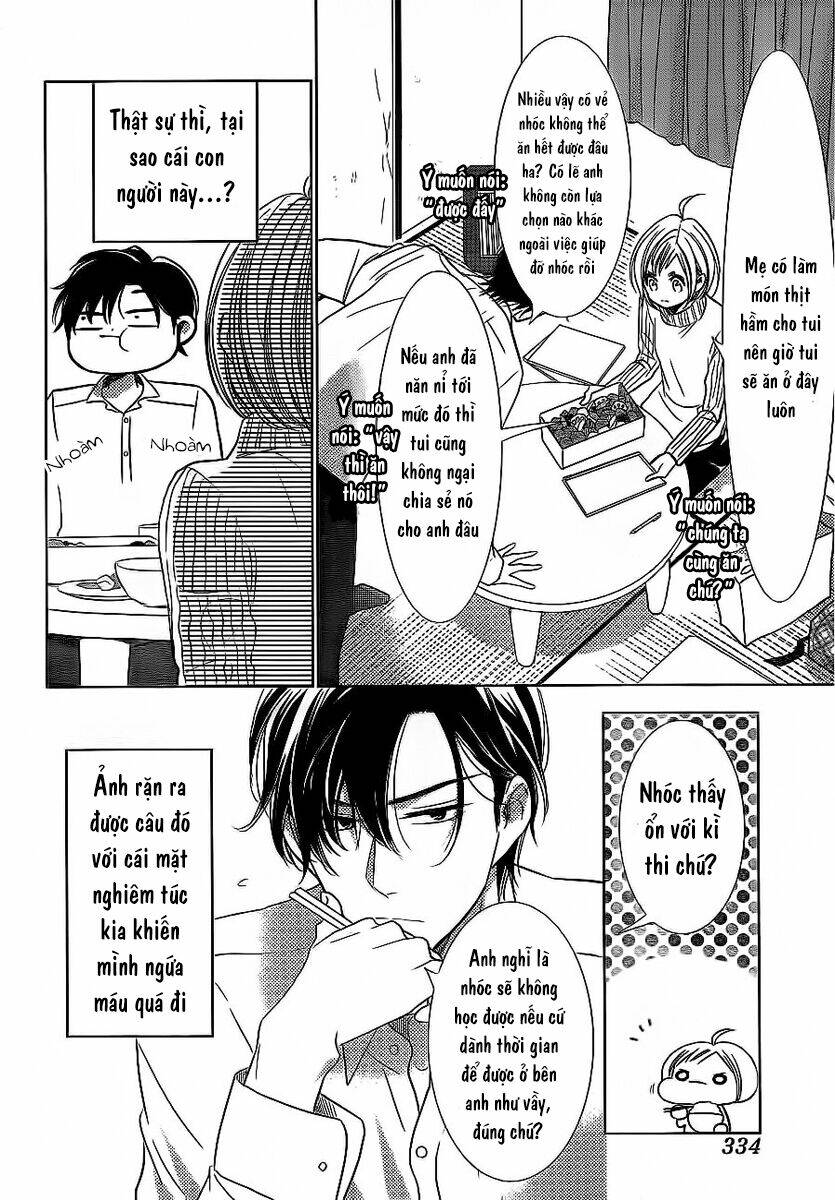 Mẹ có làm
món thịt
hầm cho tui
nên giờ tui
sẽ ăn ở đây
luôn
Ý muốn nói:
"chúng ta
cùng ăn
chứ?"
Nhiều vậy có vẻ
nhóc không thể
ăn hết được đâu
ha? Có lẽ anh
không còn lựa
chọn nào khác
ngoài việc giúp
đỡ nhóc rồi
Ý muốn nói:
"được đấy"
Nếu anh đã
năn nỉ tới
mức đó thì
tui cũng
không ngại
chia sẻ nó
cho anh đâu
Ý muốn
nói: "vậy
thì ăn
thôi!"
Thật sự thì, tại
sao cái con
người này...?
Nhoàm
Nhoàm
Nhóc thấy
ổn với kì
thi chứ?
Anh nghĩ là
nhóc sẽ không
học được nếu cứ
dành thời gian
để được ở bên
anh như vầy,
đúng chứ?
Ảnh rặn ra
được câu đó
với cái mặt
nghiêm túc
kia khiến
mình ngứa
máu quá đi
334